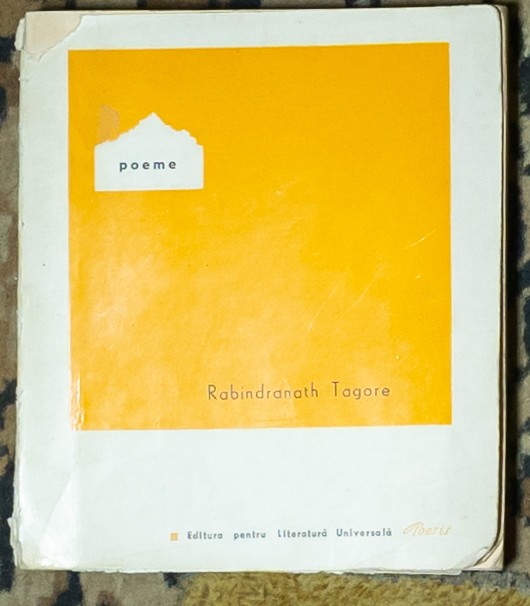 poeme
Rabindranath Tagore
Editura pentru Literatură Universală Poesis